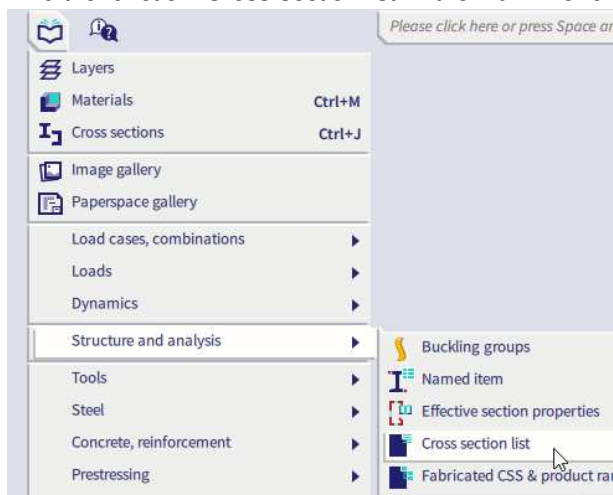 Please click here or press Space an
Layers
Materials Ctrl+M
Cross sections Ctrl+J
Image gallery
Paperspace gallery
Load cases, combinations
Loads
Dynamics
Structure and analysis
Buckling groups
Tools
Named item
Steel
Effective section properties
Concrete, reinforcement
Cross section list
Prestressing
Fabricated CSS & product ran